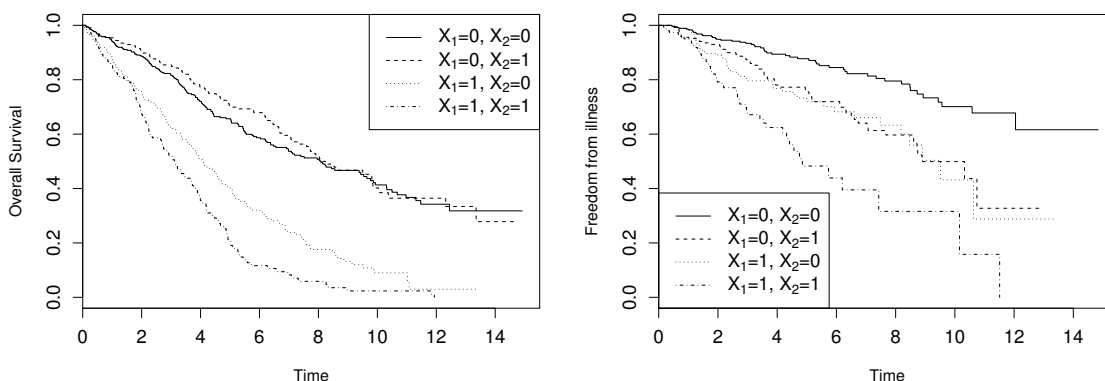 Overall Survival
1.0
0.8
0.6
0.4
0.2
0.0
0 2 4 6 8 10 12 14
Time
X1=0, X2=0
X1=0, X2=1
X1=1, X2=0
X1=1, X2=1
Freedom from illness
1.0
0.8
0.6
0.4
0.2
0.0
0 2 4 6 8 10 12 14
Time
X1=0, X2=0
X1=0, X2=1
X1=1, X2=0
X1=1, X2=1